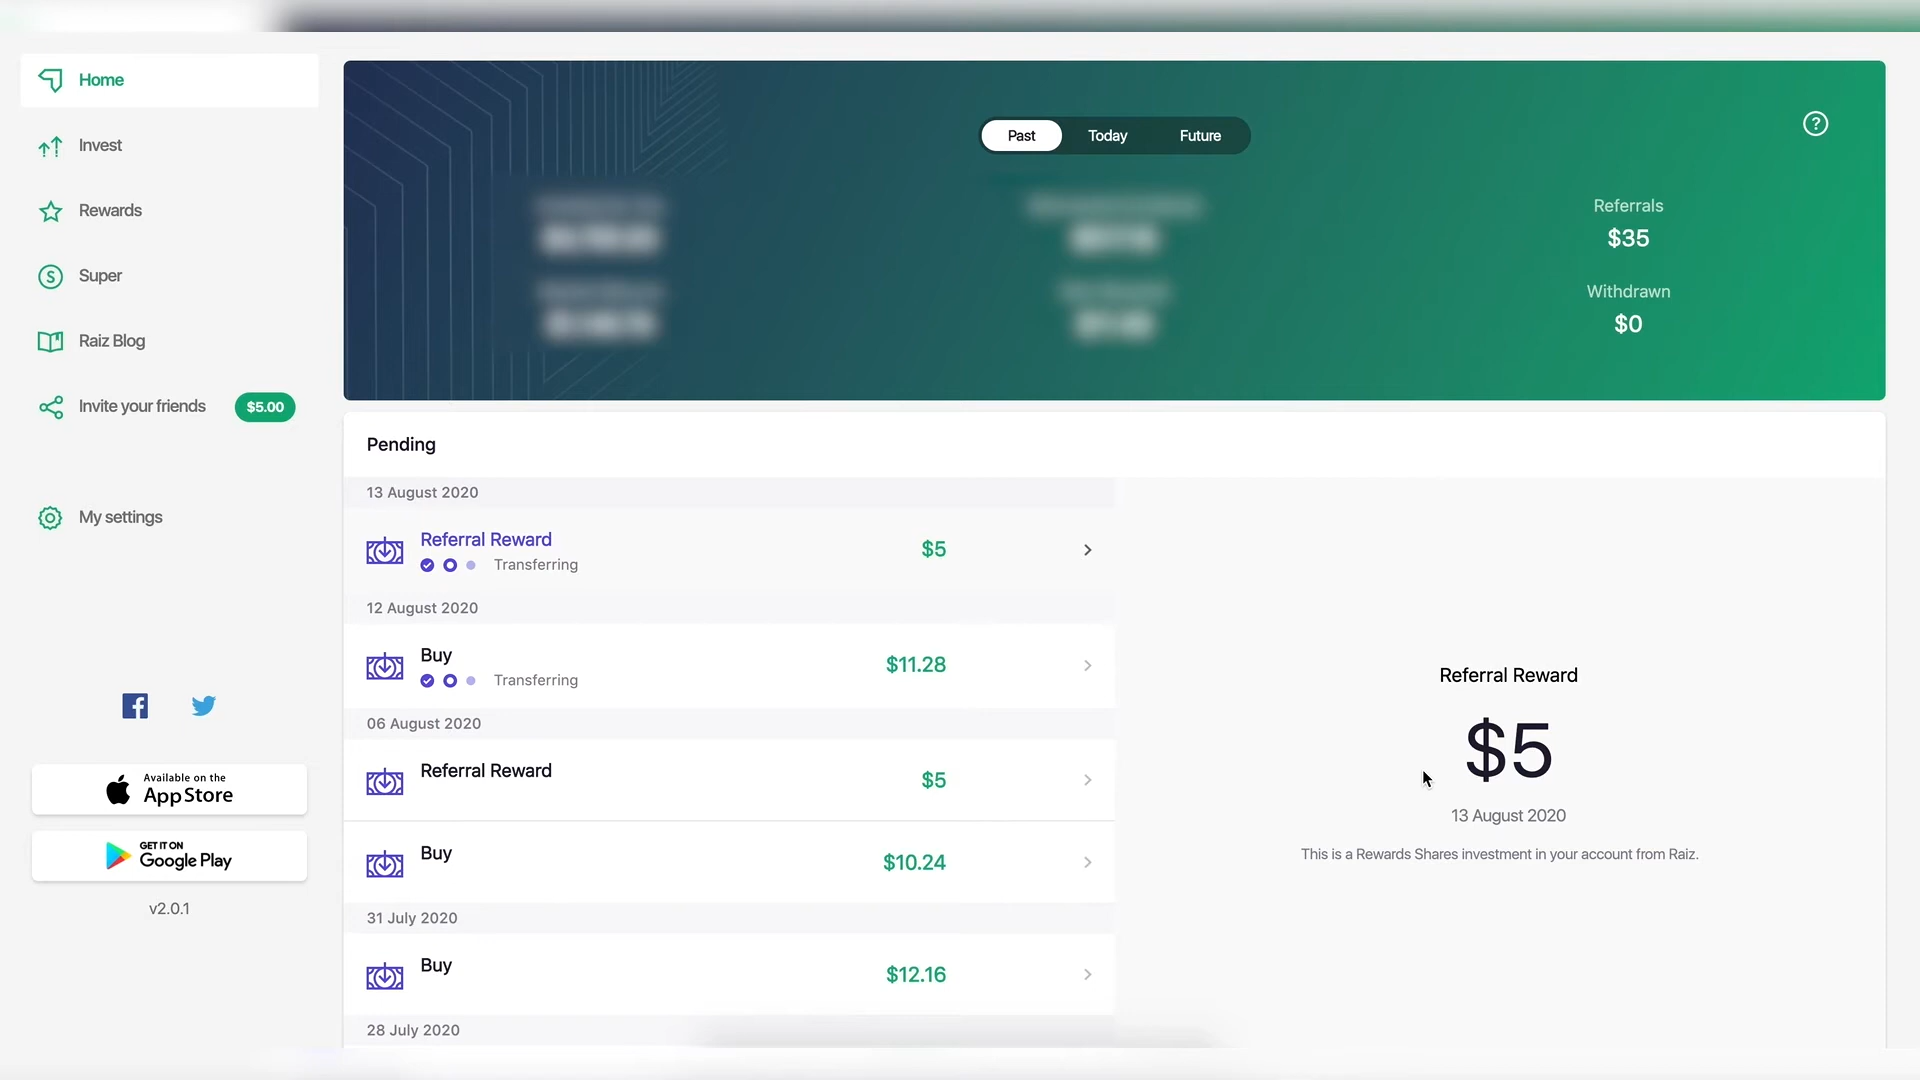 Home
Invest
Rewards
Super
Raiz Blog
Invite your friends $5.00
My settings
Available on the
App Store
GET IT ON
Google Play
v2.0.1
Past Today Future
?
Referrals
$35
Withdrawn
$0
Pending
13 August 2020
Referral Reward
$5
Transferring
12 August 2020
Buy
$11.28
Transferring
06 August 2020
Referral Reward
$5
Buy
$10.24
31 July 2020
Buy
$12.16
28 July 2020
Referral Reward
$5
13 August 2020
This is a Rewards Shares investment in your account from Raiz.